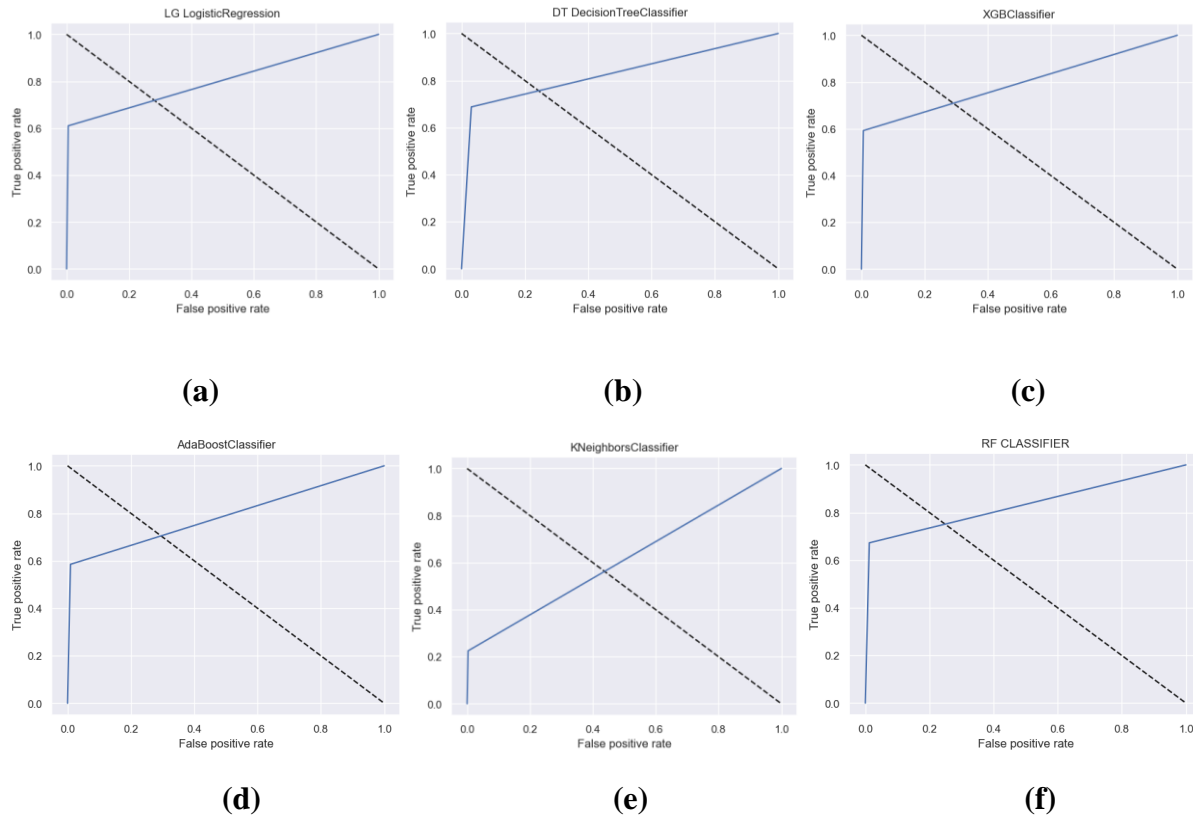 LG LogisticRegression
True positive rate
1.0
0.8
0.6
0.4
0.2
0.0
0.0 0.2 0.4 0.6 0.8 1.0
False positive rate
(a)
DT DecisionTreeClassifier
True positive rate
1.0
0.8
0.6
0.4
0.2
0.0
0.0 0.2 0.4 0.6 0.8 1.0
False positive rate
(b)
XGBClassifier
True positive rate
1.0
0.8
0.6
0.4
0.2
0.0
0.0 0.2 0.4 0.6 0.8 1.0
False positive rate
(c)
AdaBoostClassifier
True positive rate
1.0
0.8
0.6
0.4
0.2
0.0
0.0 0.2 0.4 0.6 0.8 1.0
False positive rate
(d)
KNeighborsClassifier
True positive rate
1.0
0.8
0.6
0.4
0.2
0.0
0.0 0.2 0.4 0.6 0.8 1.0
False positive rate
(e)
RF CLASSIFIER
True positive rate
1.0
0.8
0.6
0.4
0.2
0.0
0.0 0.2 0.4 0.6 0.8 1.0
False positive rate
(f)